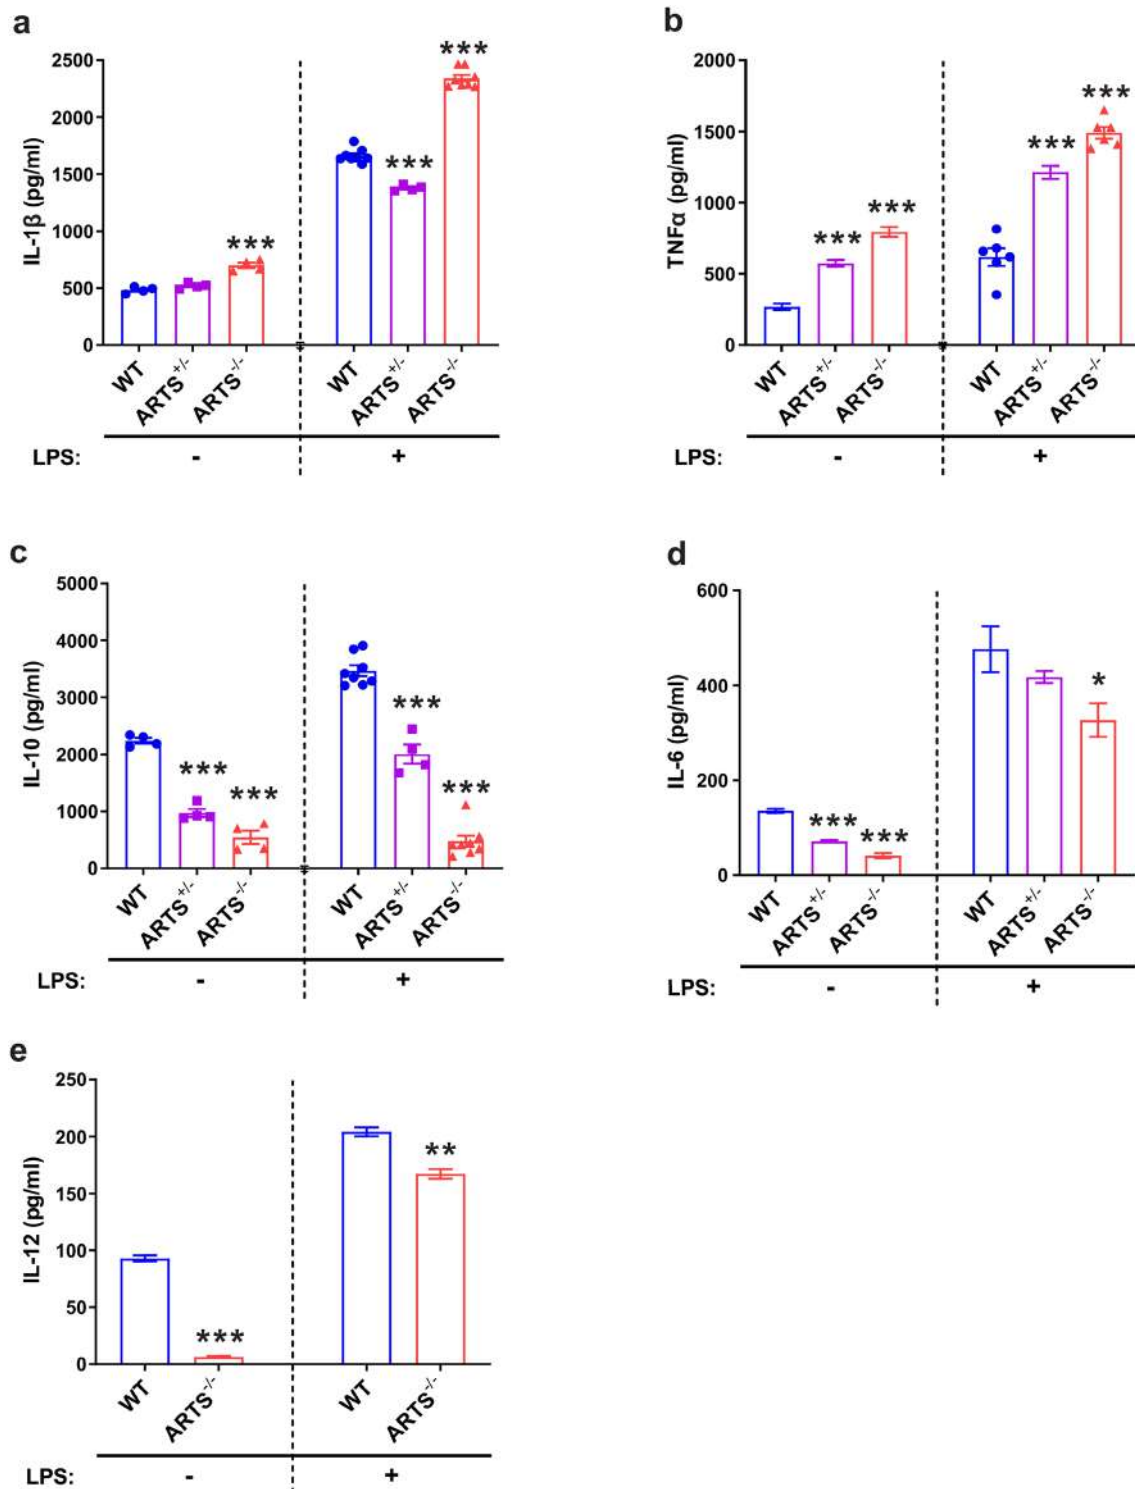 a
IL-1β (pg/ml)
2500
2000
1500
1000
500
0
***
***
***
WT
ARTS+/-
ARTS-/-
WT
ARTS+/-
ARTS-/-
LPS: - +
b
TNFα (pg/ml)
2000
1500
1000
500
0
***
***
***
***
WT
ARTS+/-
ARTS-/-
WT
ARTS+/-
ARTS-/-
LPS: - +
c
IL-10 (pg/ml)
5000
4000
3000
2000
1000
0
***
***
***
***
WT
ARTS+/-
ARTS-/-
WT
ARTS+/-
ARTS-/-
LPS: - +
d
IL-6 (pg/ml)
600
400
200
0
***
***
*
WT
ARTS+/-
ARTS-/-
WT
ARTS+/-
ARTS-/-
LPS: - +
e
IL-12 (pg/ml)
250
200
150
100
50
0
***
**
WT
ARTS-/-
WT
ARTS-/-
LPS: - +